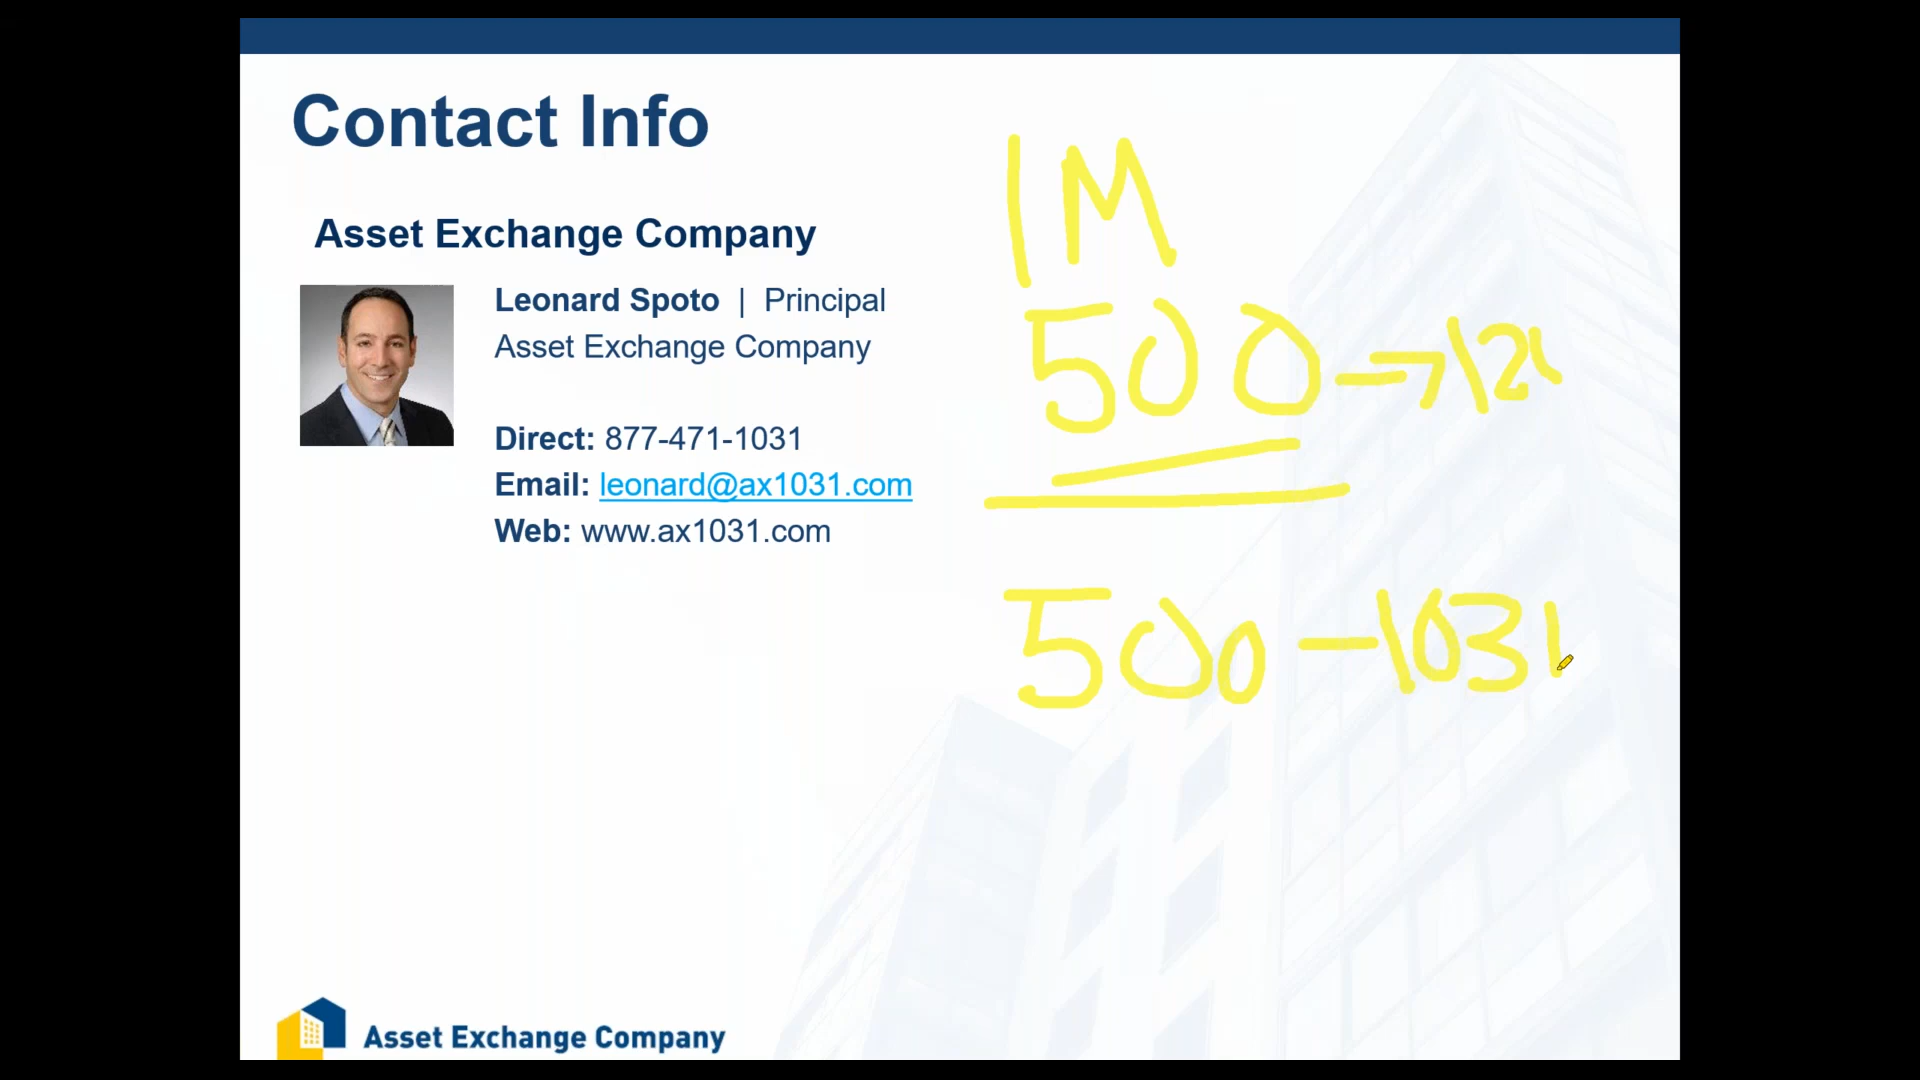 Contact Info
Asset Exchange Company
Leonard Spoto | Principal
Asset Exchange Company
Direct: 877-471-1031
Email: leonard@ax1031.com
Web: www.ax1031.com
1M
500 →
500 - 1031
Asset Exchange Company